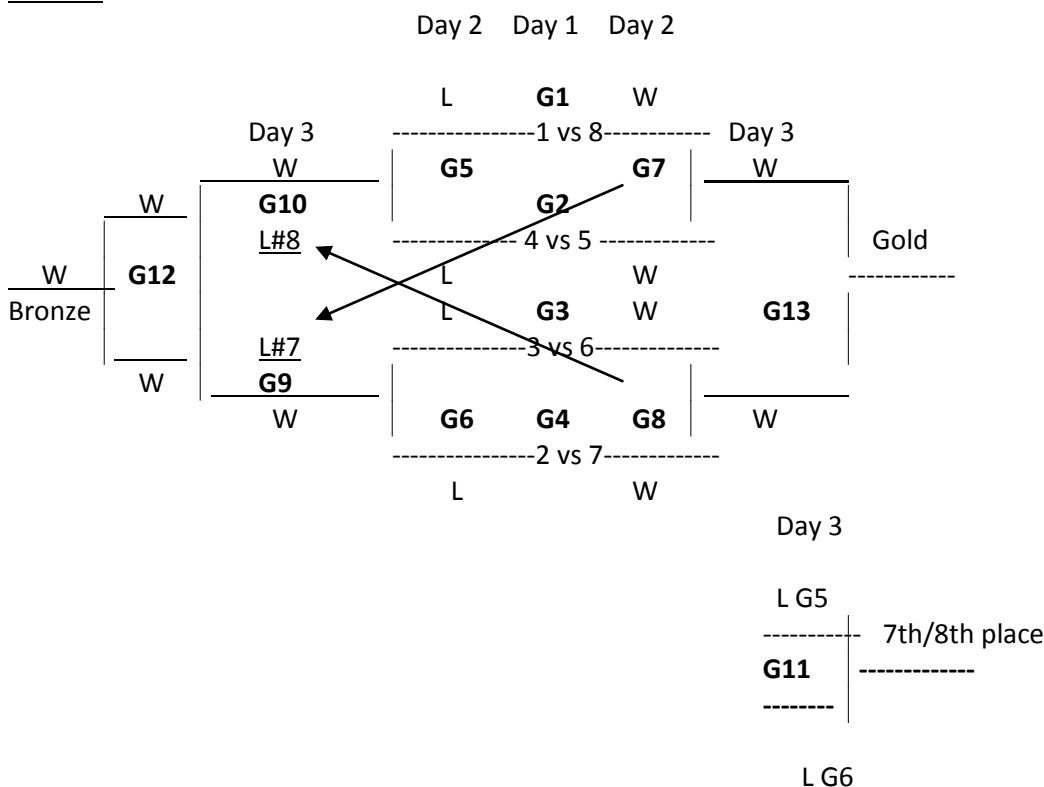 Day 2 Day 1 Day 2
L G1 W
Day 3 1 vs 8 Day 3
W G5 G7 W
W G10 G2
L#8 4 vs 5 Gold
W G12 L W
Bronze L G3 W G13
L#7 3 vs 6
W G9
W G6 G4 G8 W
2 vs 7
L W
Day 3
L G5
7th/8th place
G11
L G6